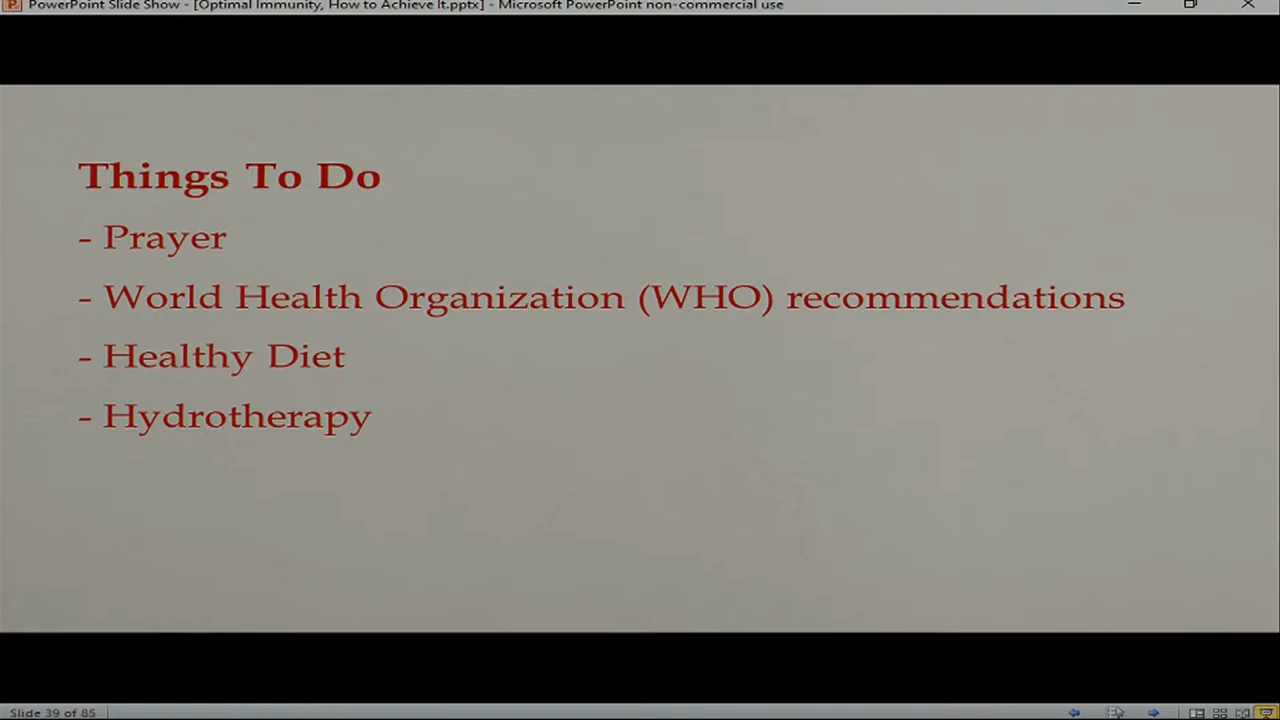 PowerPoint Slide Show - [Optimal Immunity, How to Achieve It.pptx] - Microsoft PowerPoint non-commercial use
Things To Do
- Prayer
- World Health Organization (WHO) recommendations
- Healthy Diet
- Hydrotherapy
Slide 39 of 85